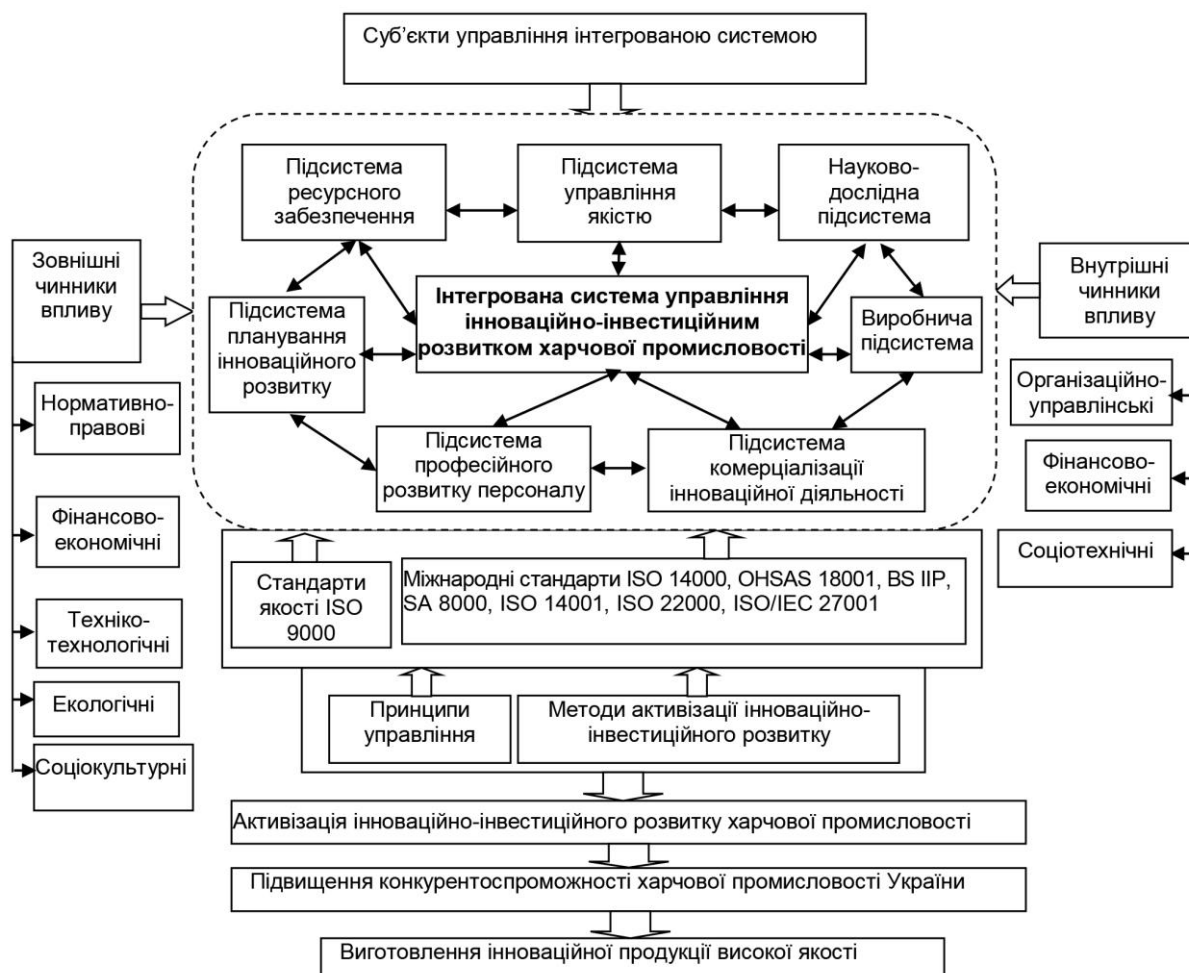 Суб’єкти управління інтегрованою системою
Підсистема
ресурсного
забезпечення
Підсистема
управління
якістю
Науково-
дослідна
підсистема
Зовнішні
чинники
впливу
Внутрішні
чинники
впливу
Підсистема
планування
інноваційного
розвитку
Інтегрована система управління
інноваційно-інвестиційним
розвитком харчової промисловості
Виробнича
підсистема
Підсистема
професійного
розвитку персоналу
Підсистема
комерціалізації
інноваційної діяльності
Нормативно-
правові
Фінансово-
економічні
Техніко-
технологічні
Екологічні
Соціокультурні
Організаційно-
управлінські
Фінансово-
економічні
Соціотехнічні
Стандарти
якості ISO
9000
Міжнародні стандарти ISO 14000, OHSAS 18001, BS IIP,
SA 8000, ISO 14001, ISO 22000, ISO/IEC 27001
Принципи
управління
Методи активізації інноваційно-
інвестиційного розвитку
Активізація інноваційно-інвестиційного розвитку харчової промисловості
Підвищення конкурентоспроможності харчової промисловості України
Виготовлення інноваційної продукції високої якості